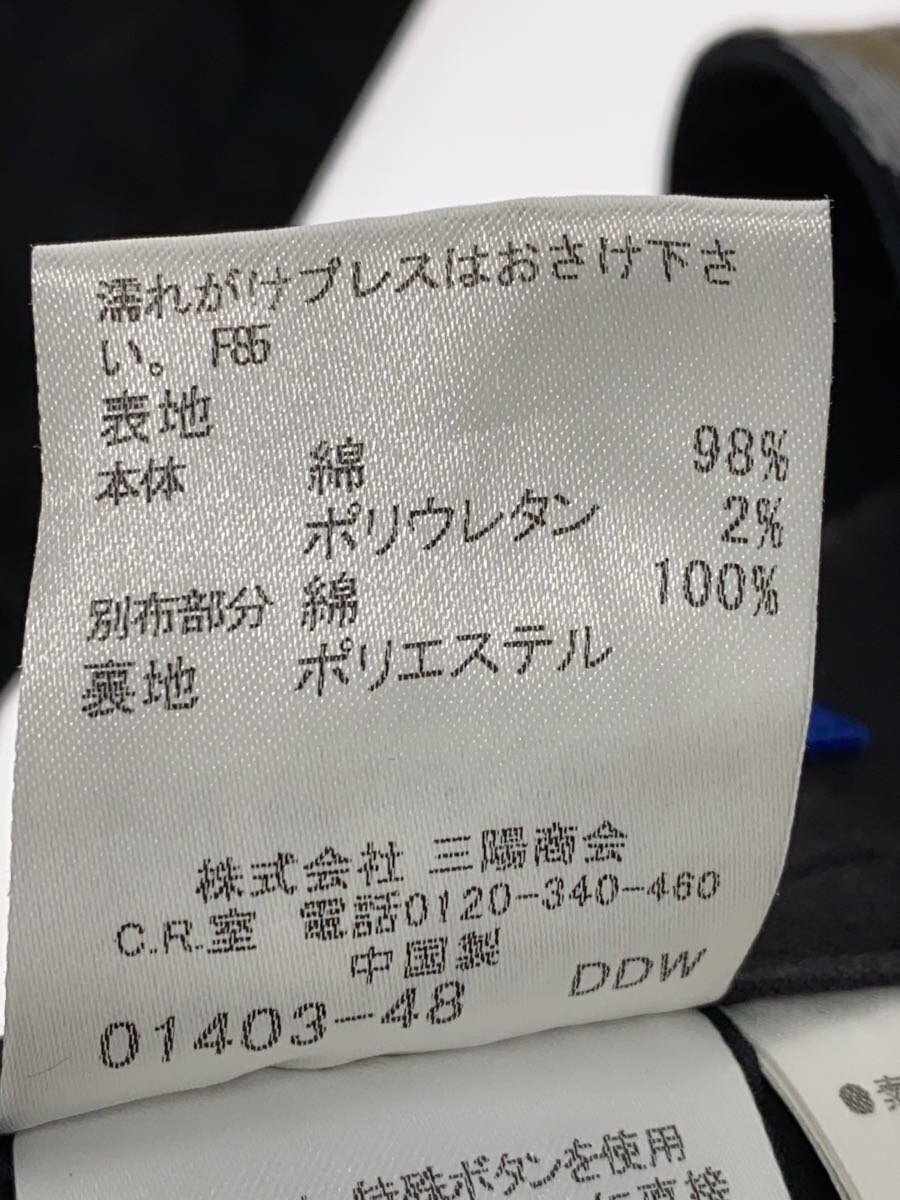 濡れがけプレスはおさけ下さ
い。 F85
表地
本体 綿 98%
ポリウレタン 2%
別布部分 綿 100%
裏地 ポリエステル
株式会社 三陽商会
C.R.室 電話0120-340-460
中国製
01403-48 DDW
特殊ボタンを使用
直接